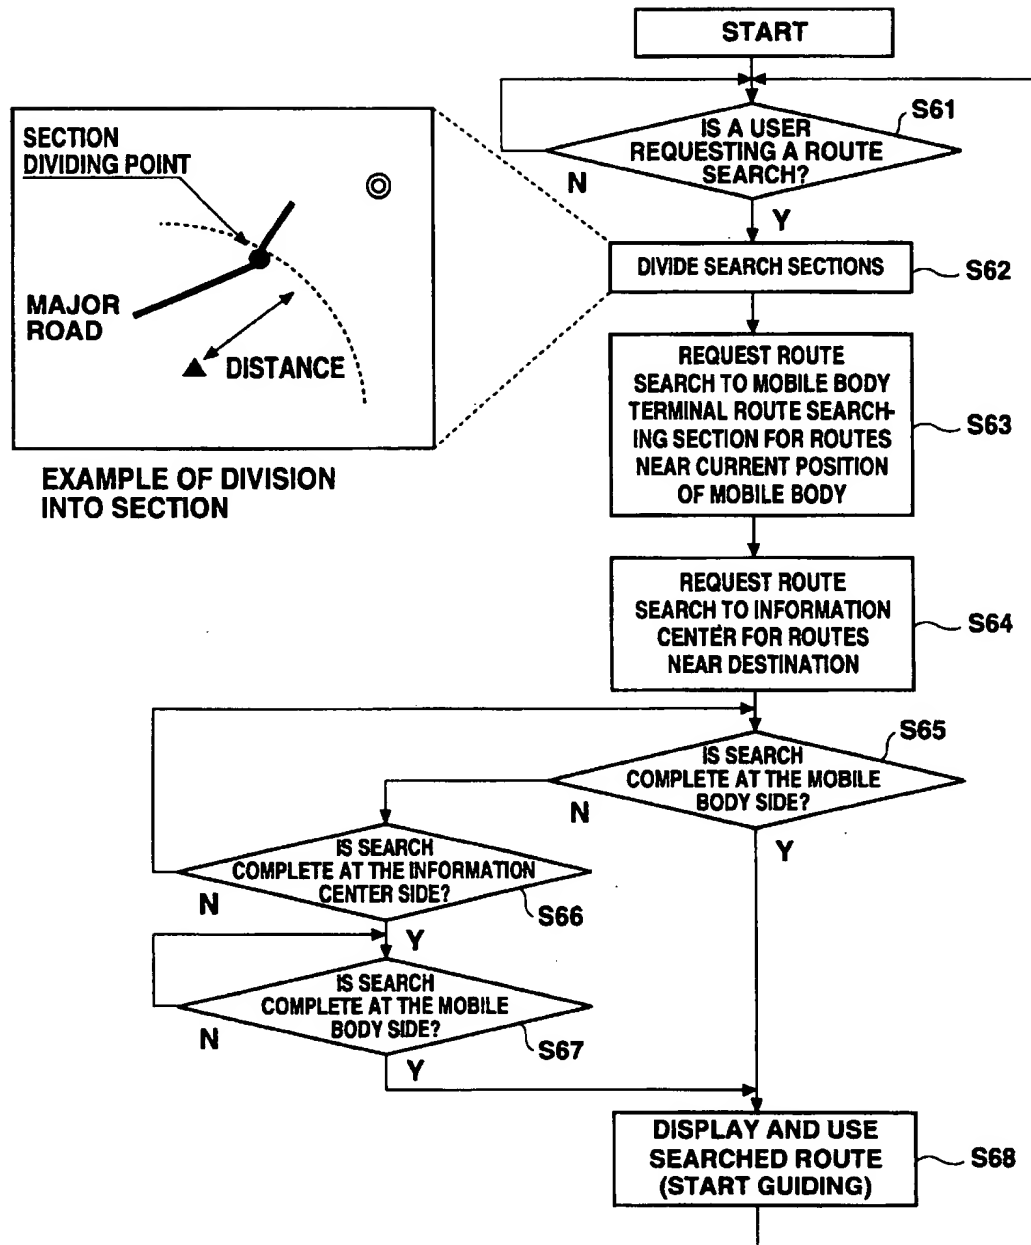 START
S61
IS A USER
REQUESTING A ROUTE
SEARCH?
N
Y
SECTION
DIVIDING POINT
MAJOR
ROAD
DISTANCE
EXAMPLE OF DIVISION
INTO SECTION
DIVIDE SEARCH SECTIONS
S62
REQUEST ROUTE
SEARCH TO MOBILE BODY
TERMINAL ROUTE SEARCH-
ING SECTION FOR ROUTES
NEAR CURRENT POSITION
OF MOBILE BODY
S63
REQUEST ROUTE
SEARCH TO INFORMATION
CENTER FOR ROUTES
NEAR DESTINATION
S64
S65
IS SEARCH
COMPLETE AT THE MOBILE
BODY SIDE?
N
Y
IS SEARCH
COMPLETE AT THE INFORMATION
CENTER SIDE?
N
S66
Y
IS SEARCH
COMPLETE AT THE MOBILE
BODY SIDE?
N
S67
Y
DISPLAY AND USE
SEARCHED ROUTE
(START GUIDING)
S68